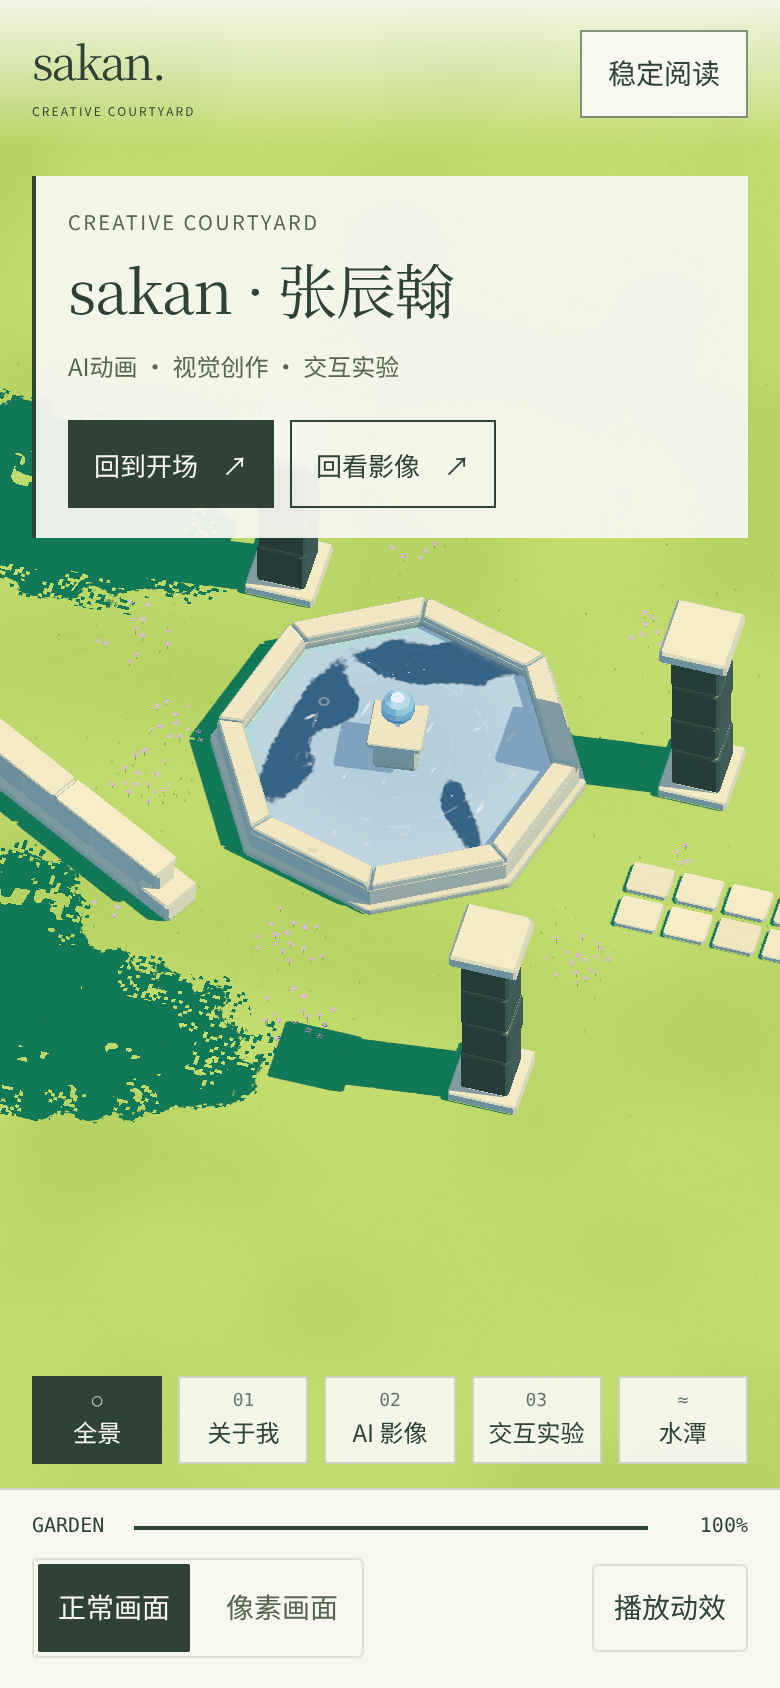 sakan.
CREATIVE COURTYARD
稳定阅读
CREATIVE COURTYARD
sakan · 张辰翰
AI动画 • 视觉创作 • 交互实验
回到开场 ↗
回看影像 ↗
○
全景
01
关于我
02
AI 影像
03
交互实验
≈
水潭
GARDEN
100%
正常画面
像素画面
播放动效